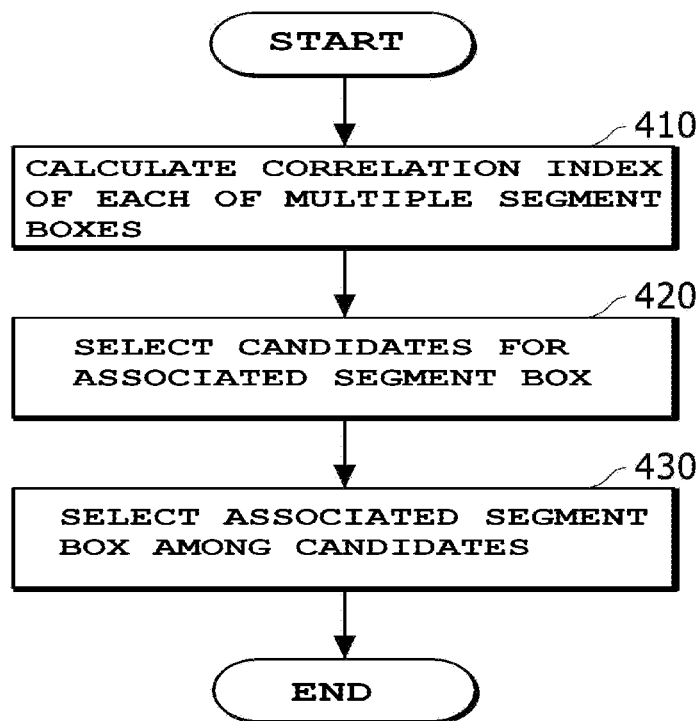 START
410
CALCULATE CORRELATION INDEX
OF EACH OF MULTIPLE SEGMENT
BOXES
420
SELECT CANDIDATES FOR
ASSOCIATED SEGMENT BOX
430
SELECT ASSOCIATED SEGMENT
BOX AMONG CANDIDATES
END